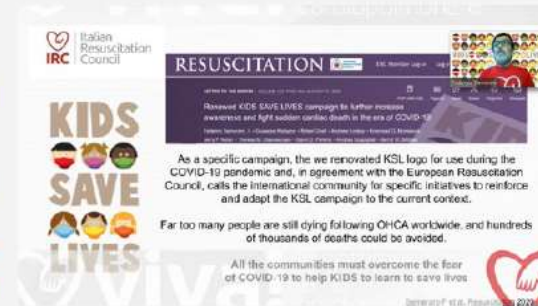 Italian
Resuscitation
Council
IRC
RESUSCITATION
Renewed KIDS SAVE LIVES campaign to further increase
awareness and fight sudden cardiac death in the era of COVID-19
KIDS
SAVE
LIVES
As a specific campaign, the we renovated KSL logo for use during the
COVID-19 pandemic and, in agreement with the European Resuscitation
Council, calls the international community for specific initiatives to reinforce
and adapt the KSL campaign to the current context.
Far too many people are still dying following OHCA worldwide, and hundreds
of thousands of deaths could be avoided.
All the communities must overcome the fear
of COVID-19 to help KIDS to learn to save lives
Semeraro F et al. Resuscitation 2020